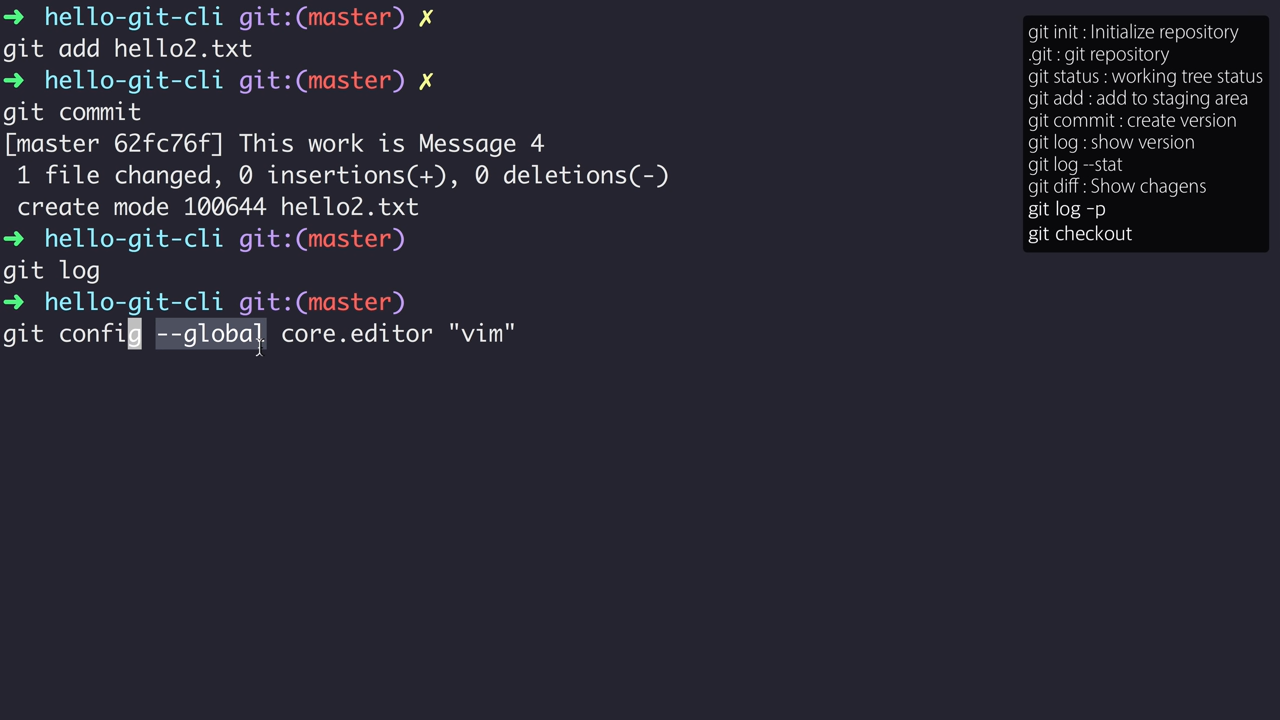 ➜ hello-git-cli git:(master) ✗
git add hello2.txt
➜ hello-git-cli git:(master) ✗
git commit
[master 62fc76f] This work is Message 4
1 file changed, 0 insertions(+), 0 deletions(-)
create mode 100644 hello2.txt
➜ hello-git-cli git:(master)
git log
➜ hello-git-cli git:(master)
git config --global core.editor "vim"
git init : Initialize repository
.git : git repository
git status : working tree status
git add : add to staging area
git commit : create version
git log : show version
git log --stat
git diff : Show chagens
git log -p
git checkout